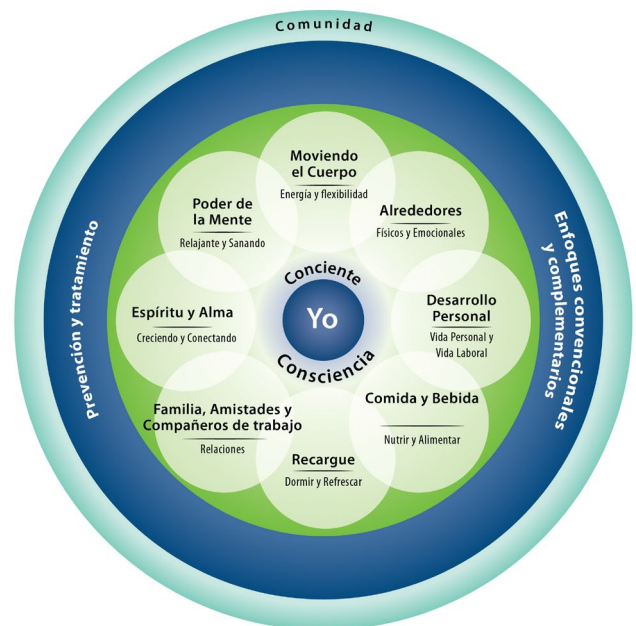 Comunidad
Prevención y tratamiento
Enfoques convencionales
y complementarios
Moviendo
el Cuerpo
Energía y flexibilidad
Alrededores
Físicos y Emocionales
Desarrollo
Personal
Vida Personal y
Vida Laboral
Comida y Bebida
Nutrir y Alimentar
Recargue
Dormir y Refrescar
Familia, Amistades y
Compañeros de trabajo
Relaciones
Espíritu y Alma
Creciendo y Conectando
Poder de
la Mente
Relajante y Sanando
Conciente
Yo
Consciencia